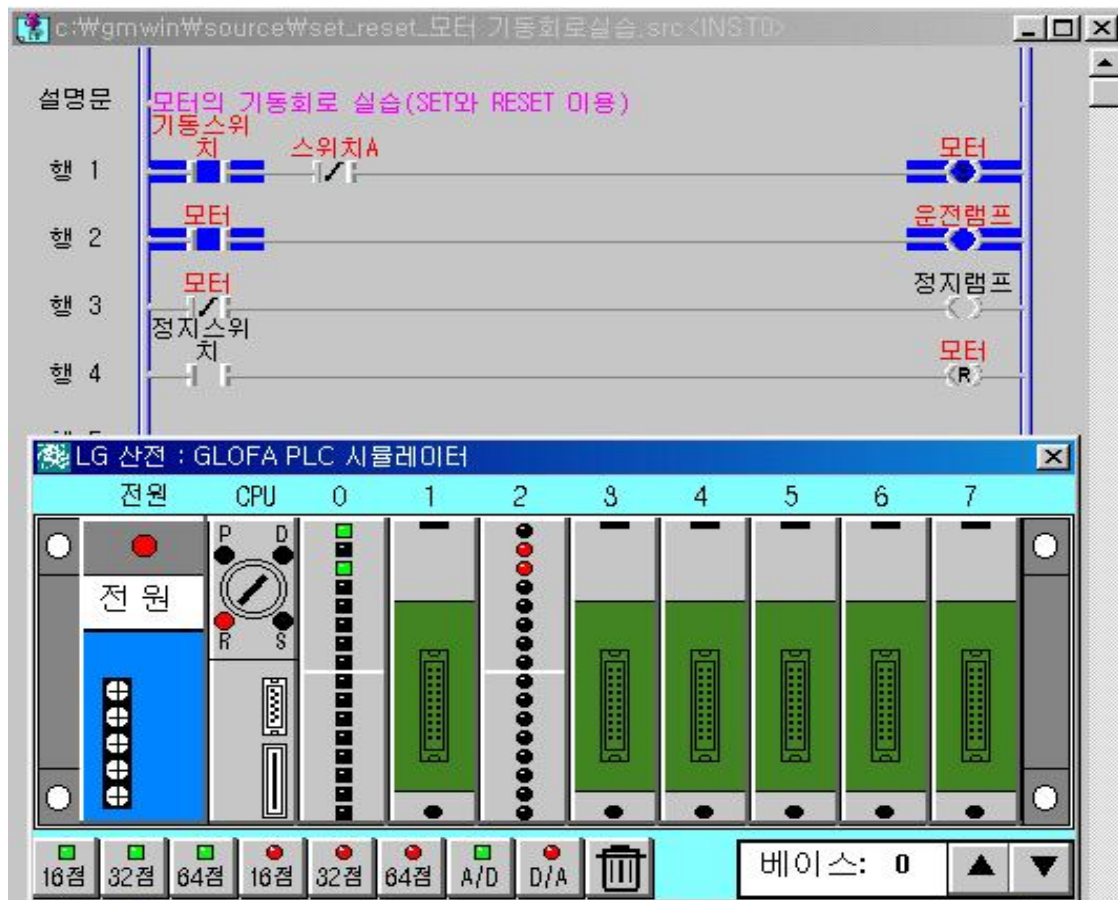 c:\gmwin\source\set_reset_모터 기동회로실습.src<INST0>
설명문 모터의 기동회로 실습(SET와 RESET 이용)
기동스위치 스위치A 모터
행 1
모터 운전램프
행 2
모터 정지램프
행 3
정지스위치 모터
행 4 R
LG 산전 : GLOFA PLC 시뮬레이터
전원 CPU 0 1 2 3 4 5 6 7
P D
전 원
R S
16점 32점 64점 16점 32점 64점 A/D D/A 베이스: 0